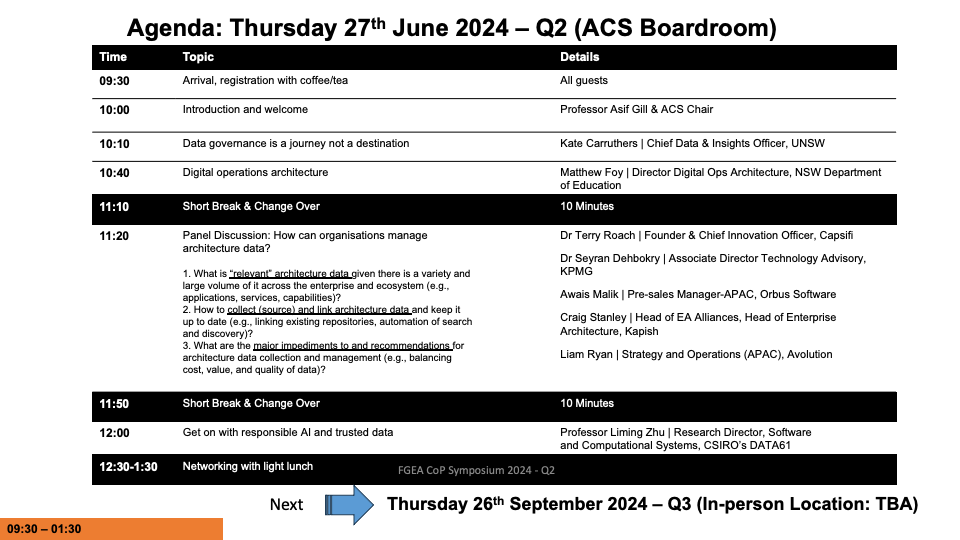 Agenda: Thursday 27th June 2024 – Q2 (ACS Boardroom)
Time Topic Details
09:30 Arrival, registration with coffee/tea All guests
10:00 Introduction and welcome Professor Asif Gill & ACS Chair
10:10 Data governance is a journey not a destination Kate Carruthers | Chief Data & Insights Officer, UNSW
10:40 Digital operations architecture Matthew Foy | Director Digital Ops Architecture, NSW Department
of Education
11:10 Short Break & Change Over 10 Minutes
11:20 Panel Discussion: How can organisations manage
architecture data?
1. What is “relevant” architecture data given there is a variety and
large volume of it across the enterprise and ecosystem (e.g.,
applications, services, capabilities)?
2. How to collect (source) and link architecture data and keep it
up to date (e.g., linking existing repositories, automation of search
and discovery)?
3. What are the major impediments to and recommendations for
architecture data collection and management (e.g., balancing
cost, value, and quality of data)?
Dr Terry Roach | Founder & Chief Innovation Officer, Capsifi
Dr Seyran Dehbokry | Associate Director Technology Advisory,
KPMG
Awais Malik | Pre-sales Manager-APAC, Orbus Software
Craig Stanley | Head of EA Alliances, Head of Enterprise
Architecture, Kapish
Liam Ryan | Strategy and Operations (APAC), Avolution
11:50 Short Break & Change Over 10 Minutes
12:00 Get on with responsible AI and trusted data Professor Liming Zhu | Research Director, Software
and Computational Systems, CSIRO’s DATA61
12:30-1:30 Networking with light lunch
FGEA CoP Symposium 2024 - Q2
Next Thursday 26th September 2024 – Q3 (In-person Location: TBA)
09:30 – 01:30